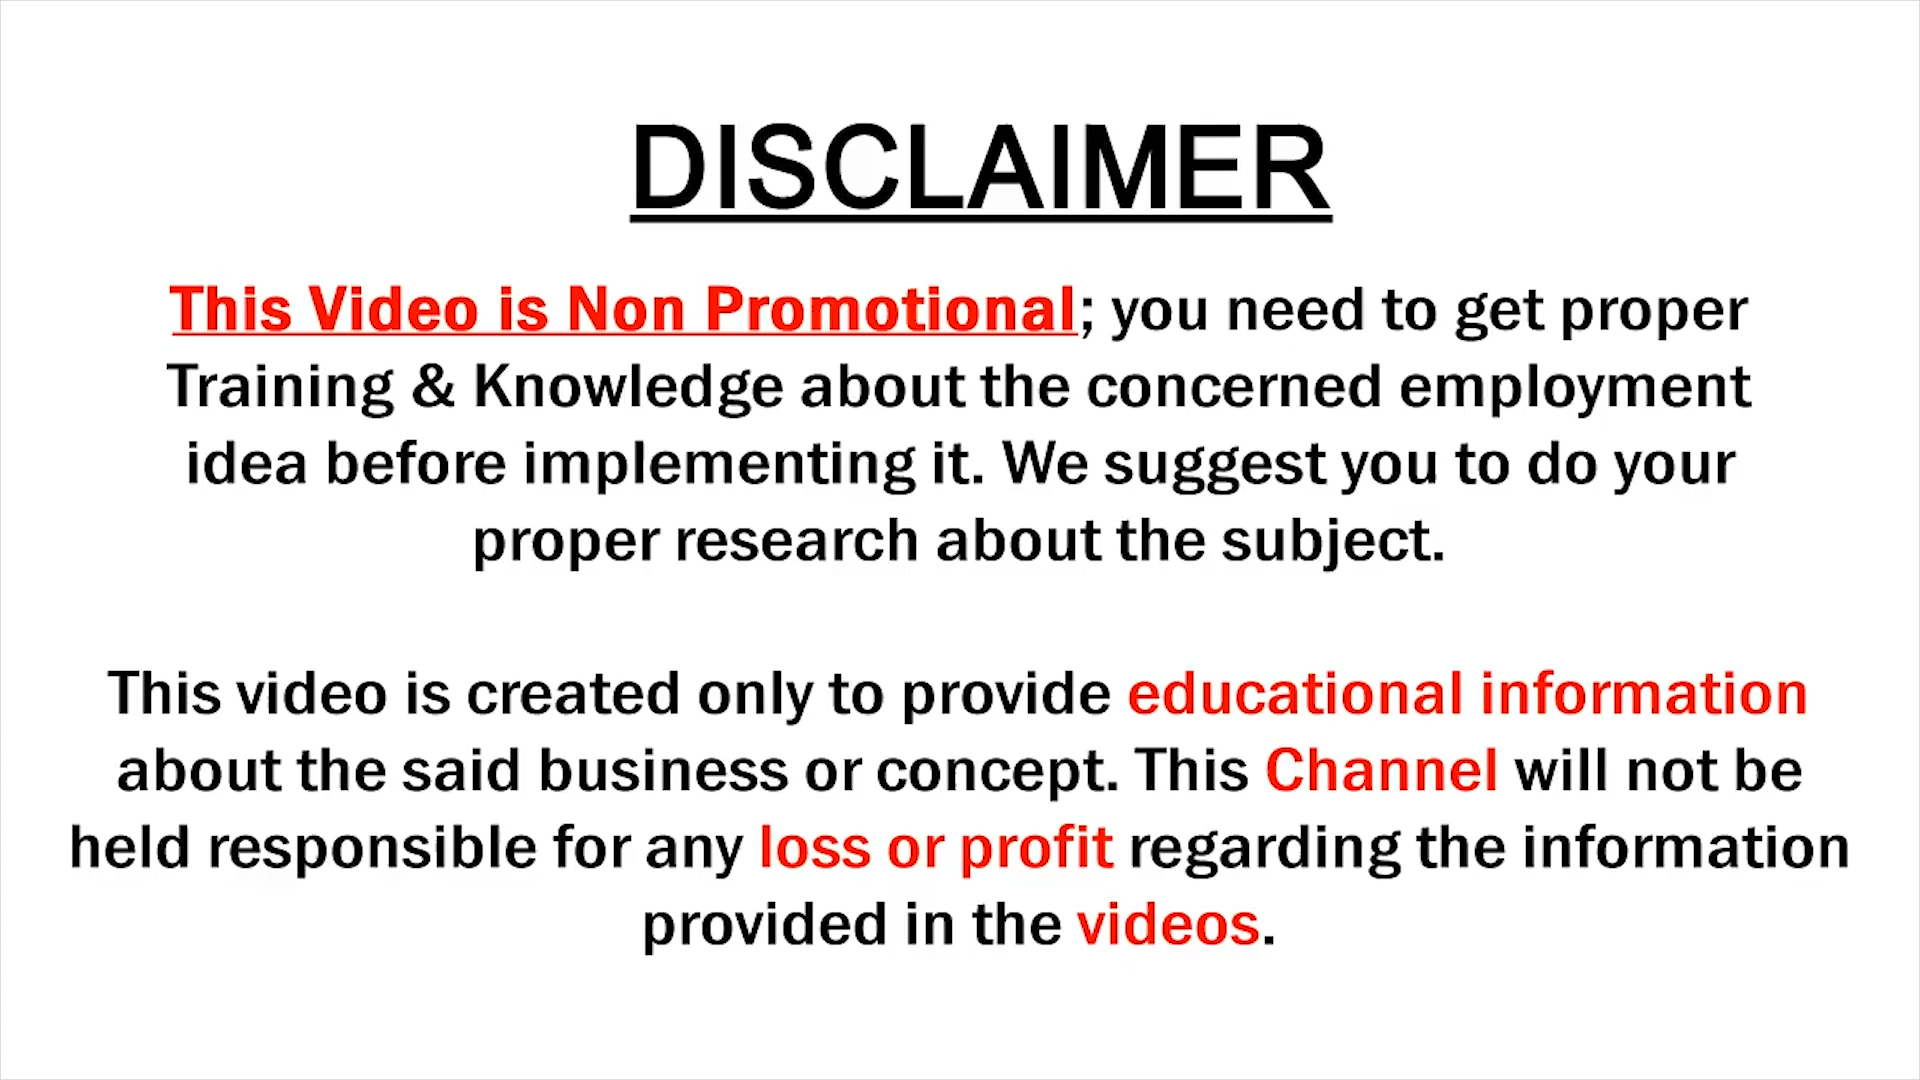 DISCLAIMER
This Video is Non Promotional; you need to get proper
Training & Knowledge about the concerned employment
idea before implementing it. We suggest you to do your
proper research about the subject.
This video is created only to provide educational information
about the said business or concept. This Channel will not be
held responsible for any loss or profit regarding the information
provided in the videos.